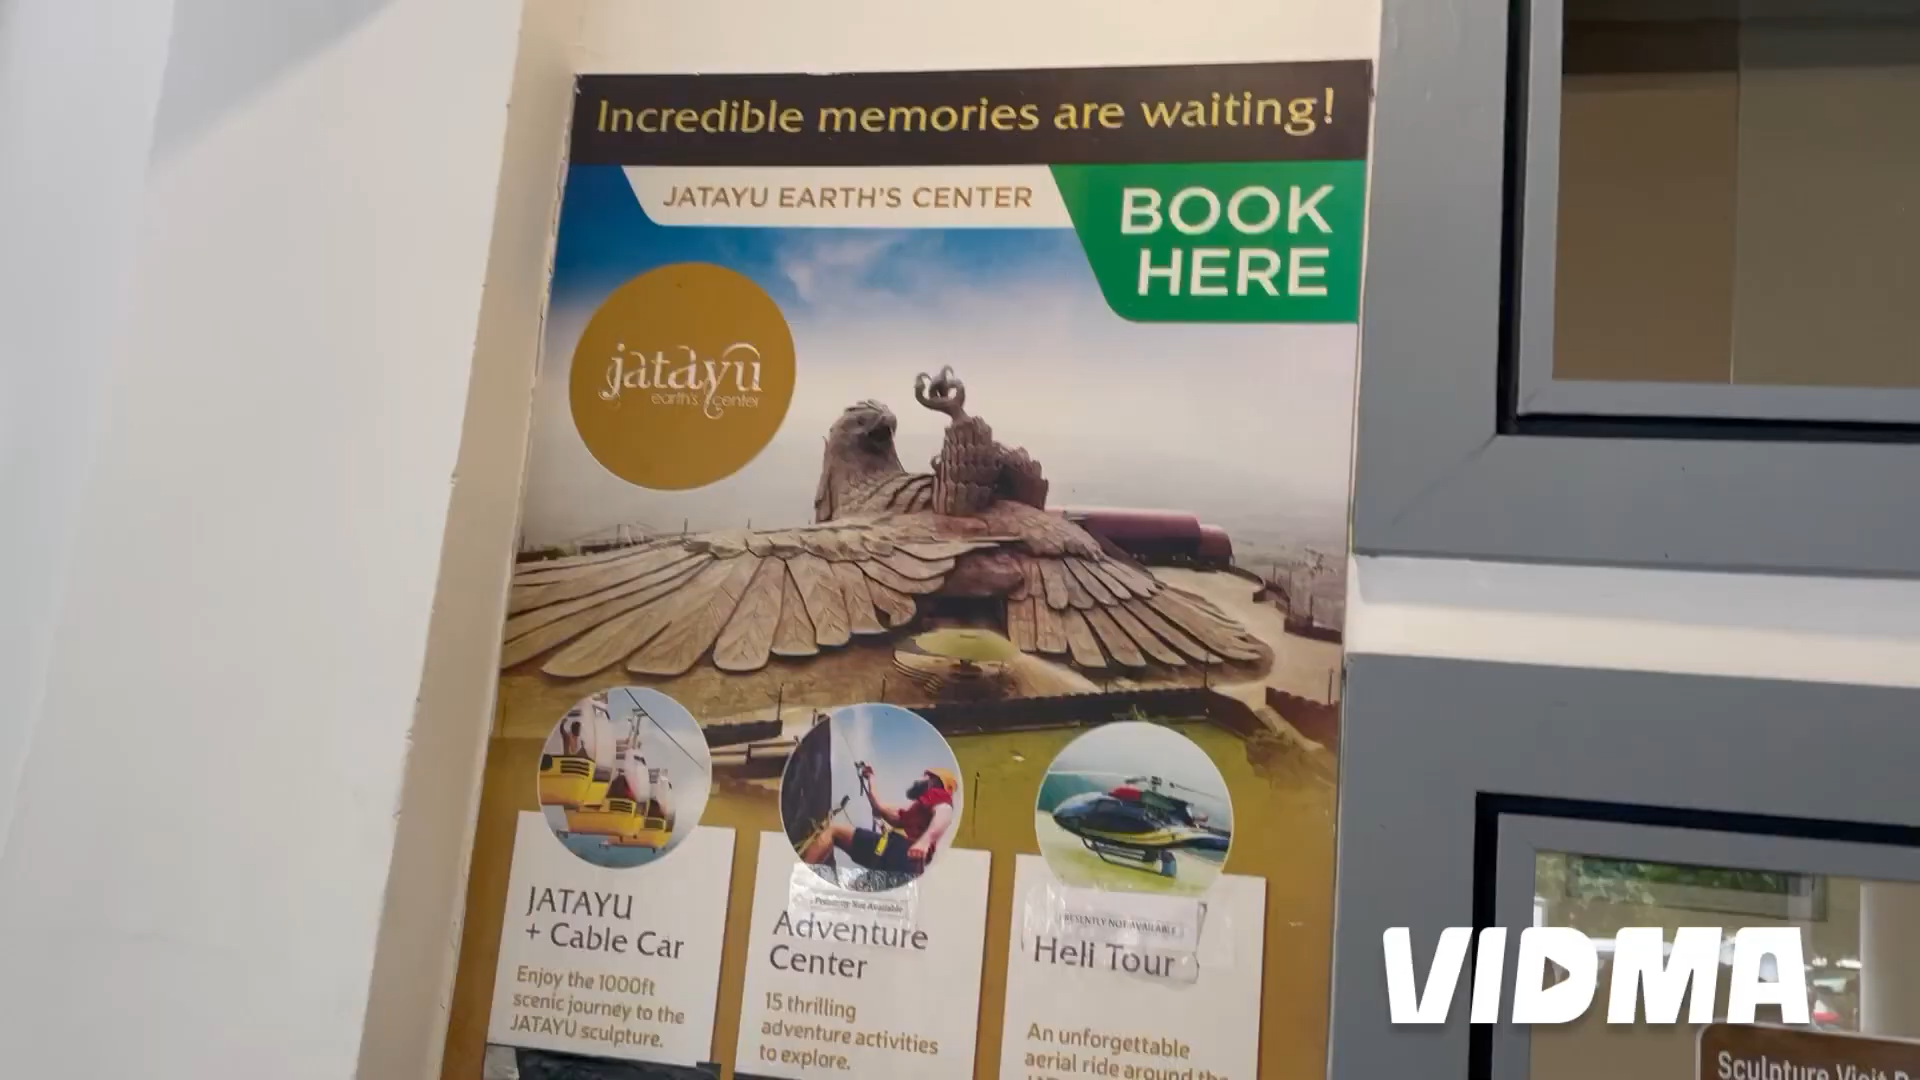 Incredible memories are waiting!
JATAYU EARTH'S CENTER
BOOK
HERE
jatayu
earth's center
JATAYU
+ Cable Car
Enjoy the 1000ft
scenic journey to the
JATAYU sculpture.
Not Available
Adventure
Center
15 thrilling
adventure activities
to explore.
PRESENTLY NOT AVAILABLE
Heli Tour
An unforgettable
aerial ride around the
VIDMA
Sculpture Visit